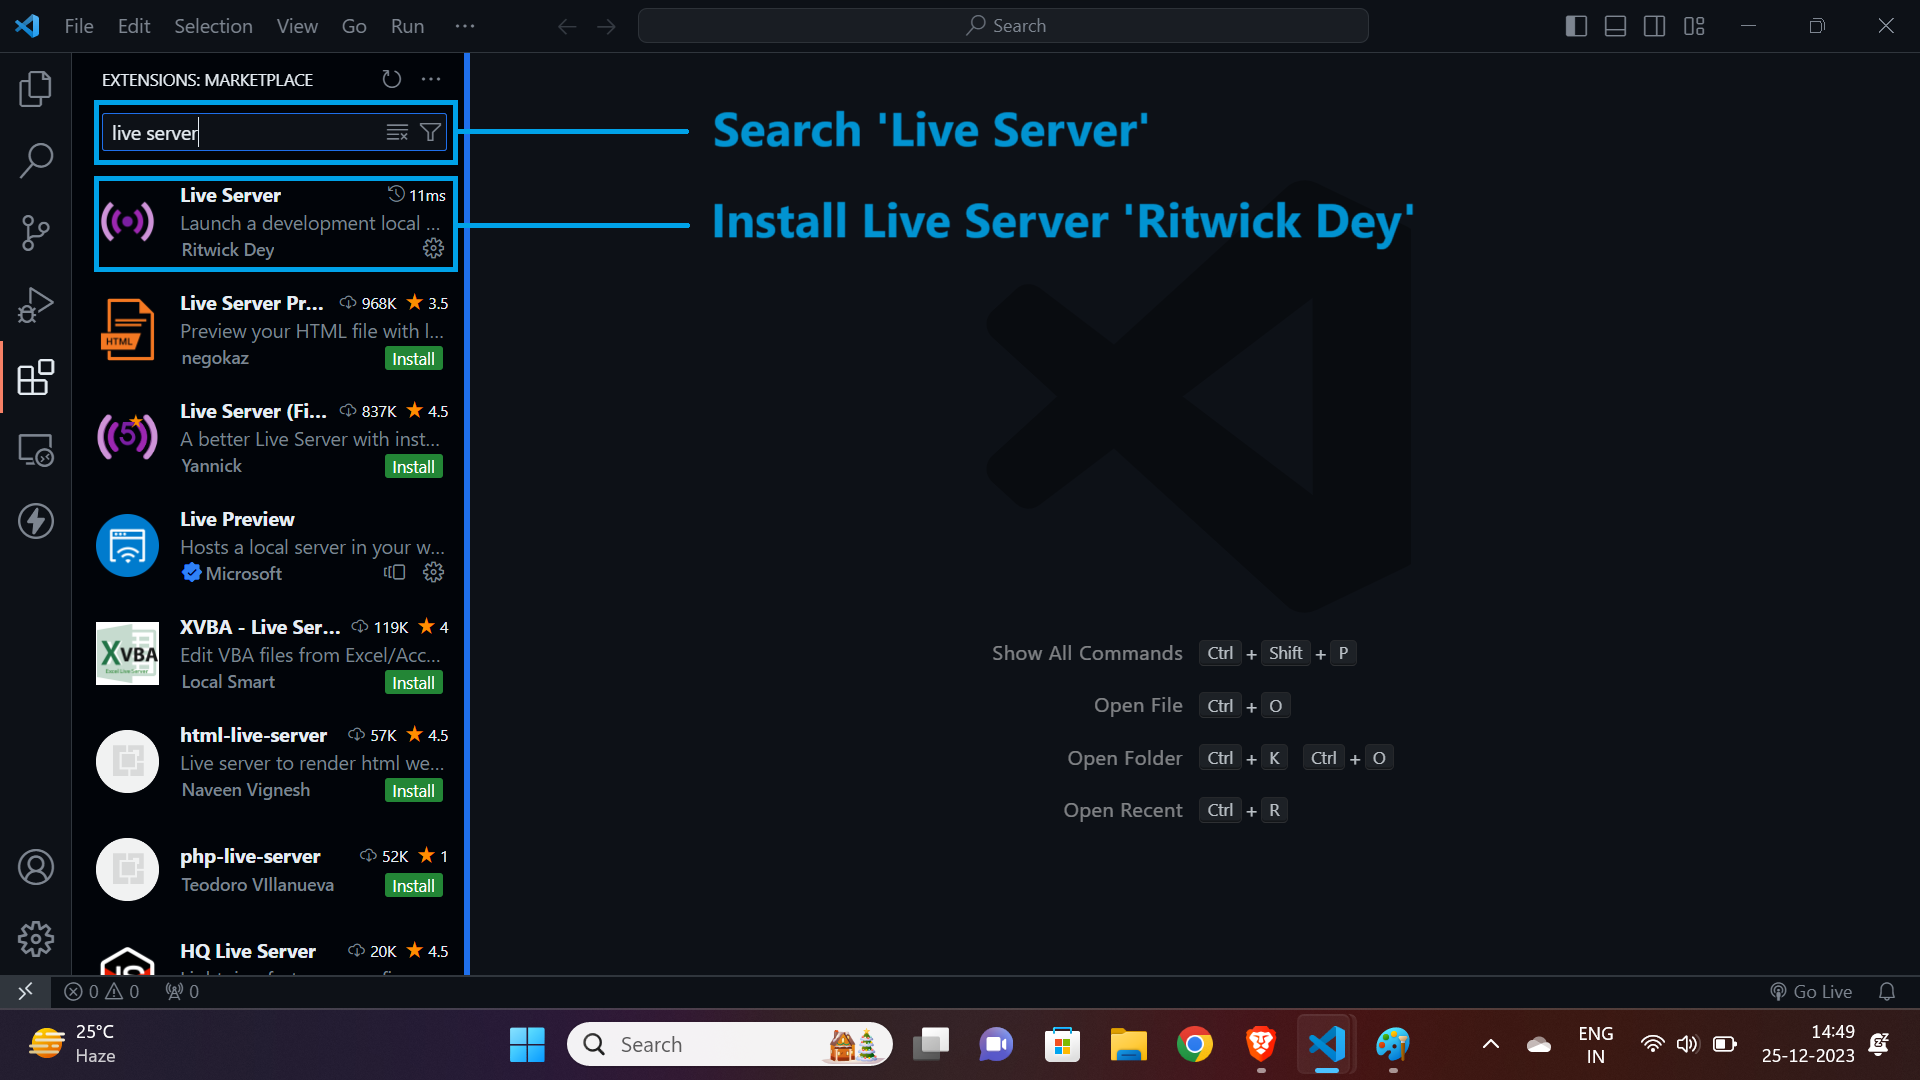 File Edit Selection View Go Run ···
Search
EXTENSIONS: MARKETPLACE
live server
Search 'Live Server'
Live Server 11ms
Launch a development local ...
Ritwick Dey
Install Live Server 'Ritwick Dey'
Live Server Pr... 968K 3.5
Preview your HTML file with l...
negokaz Install
HTML
Live Server (Fi... 837K 4.5
A better Live Server with inst...
Yannick Install
5
Live Preview
Hosts a local server in your w...
Microsoft
XVBA - Live Ser... 119K 4
Edit VBA files from Excel/Acc...
Local Smart Install
XVBA
Excel Live Server
html-live-server 57K 4.5
Live server to render html we...
Naveen Vignesh Install
php-live-server 52K 1
Teodoro VIllanueva Install
HQ Live Server 20K 4.5
Show All Commands Ctrl + Shift + P
Open File Ctrl + O
Open Folder Ctrl + K Ctrl + O
Open Recent Ctrl + R
0 0 0
Go Live
25°C
Haze
Search
ENG
IN
14:49
25-12-2023